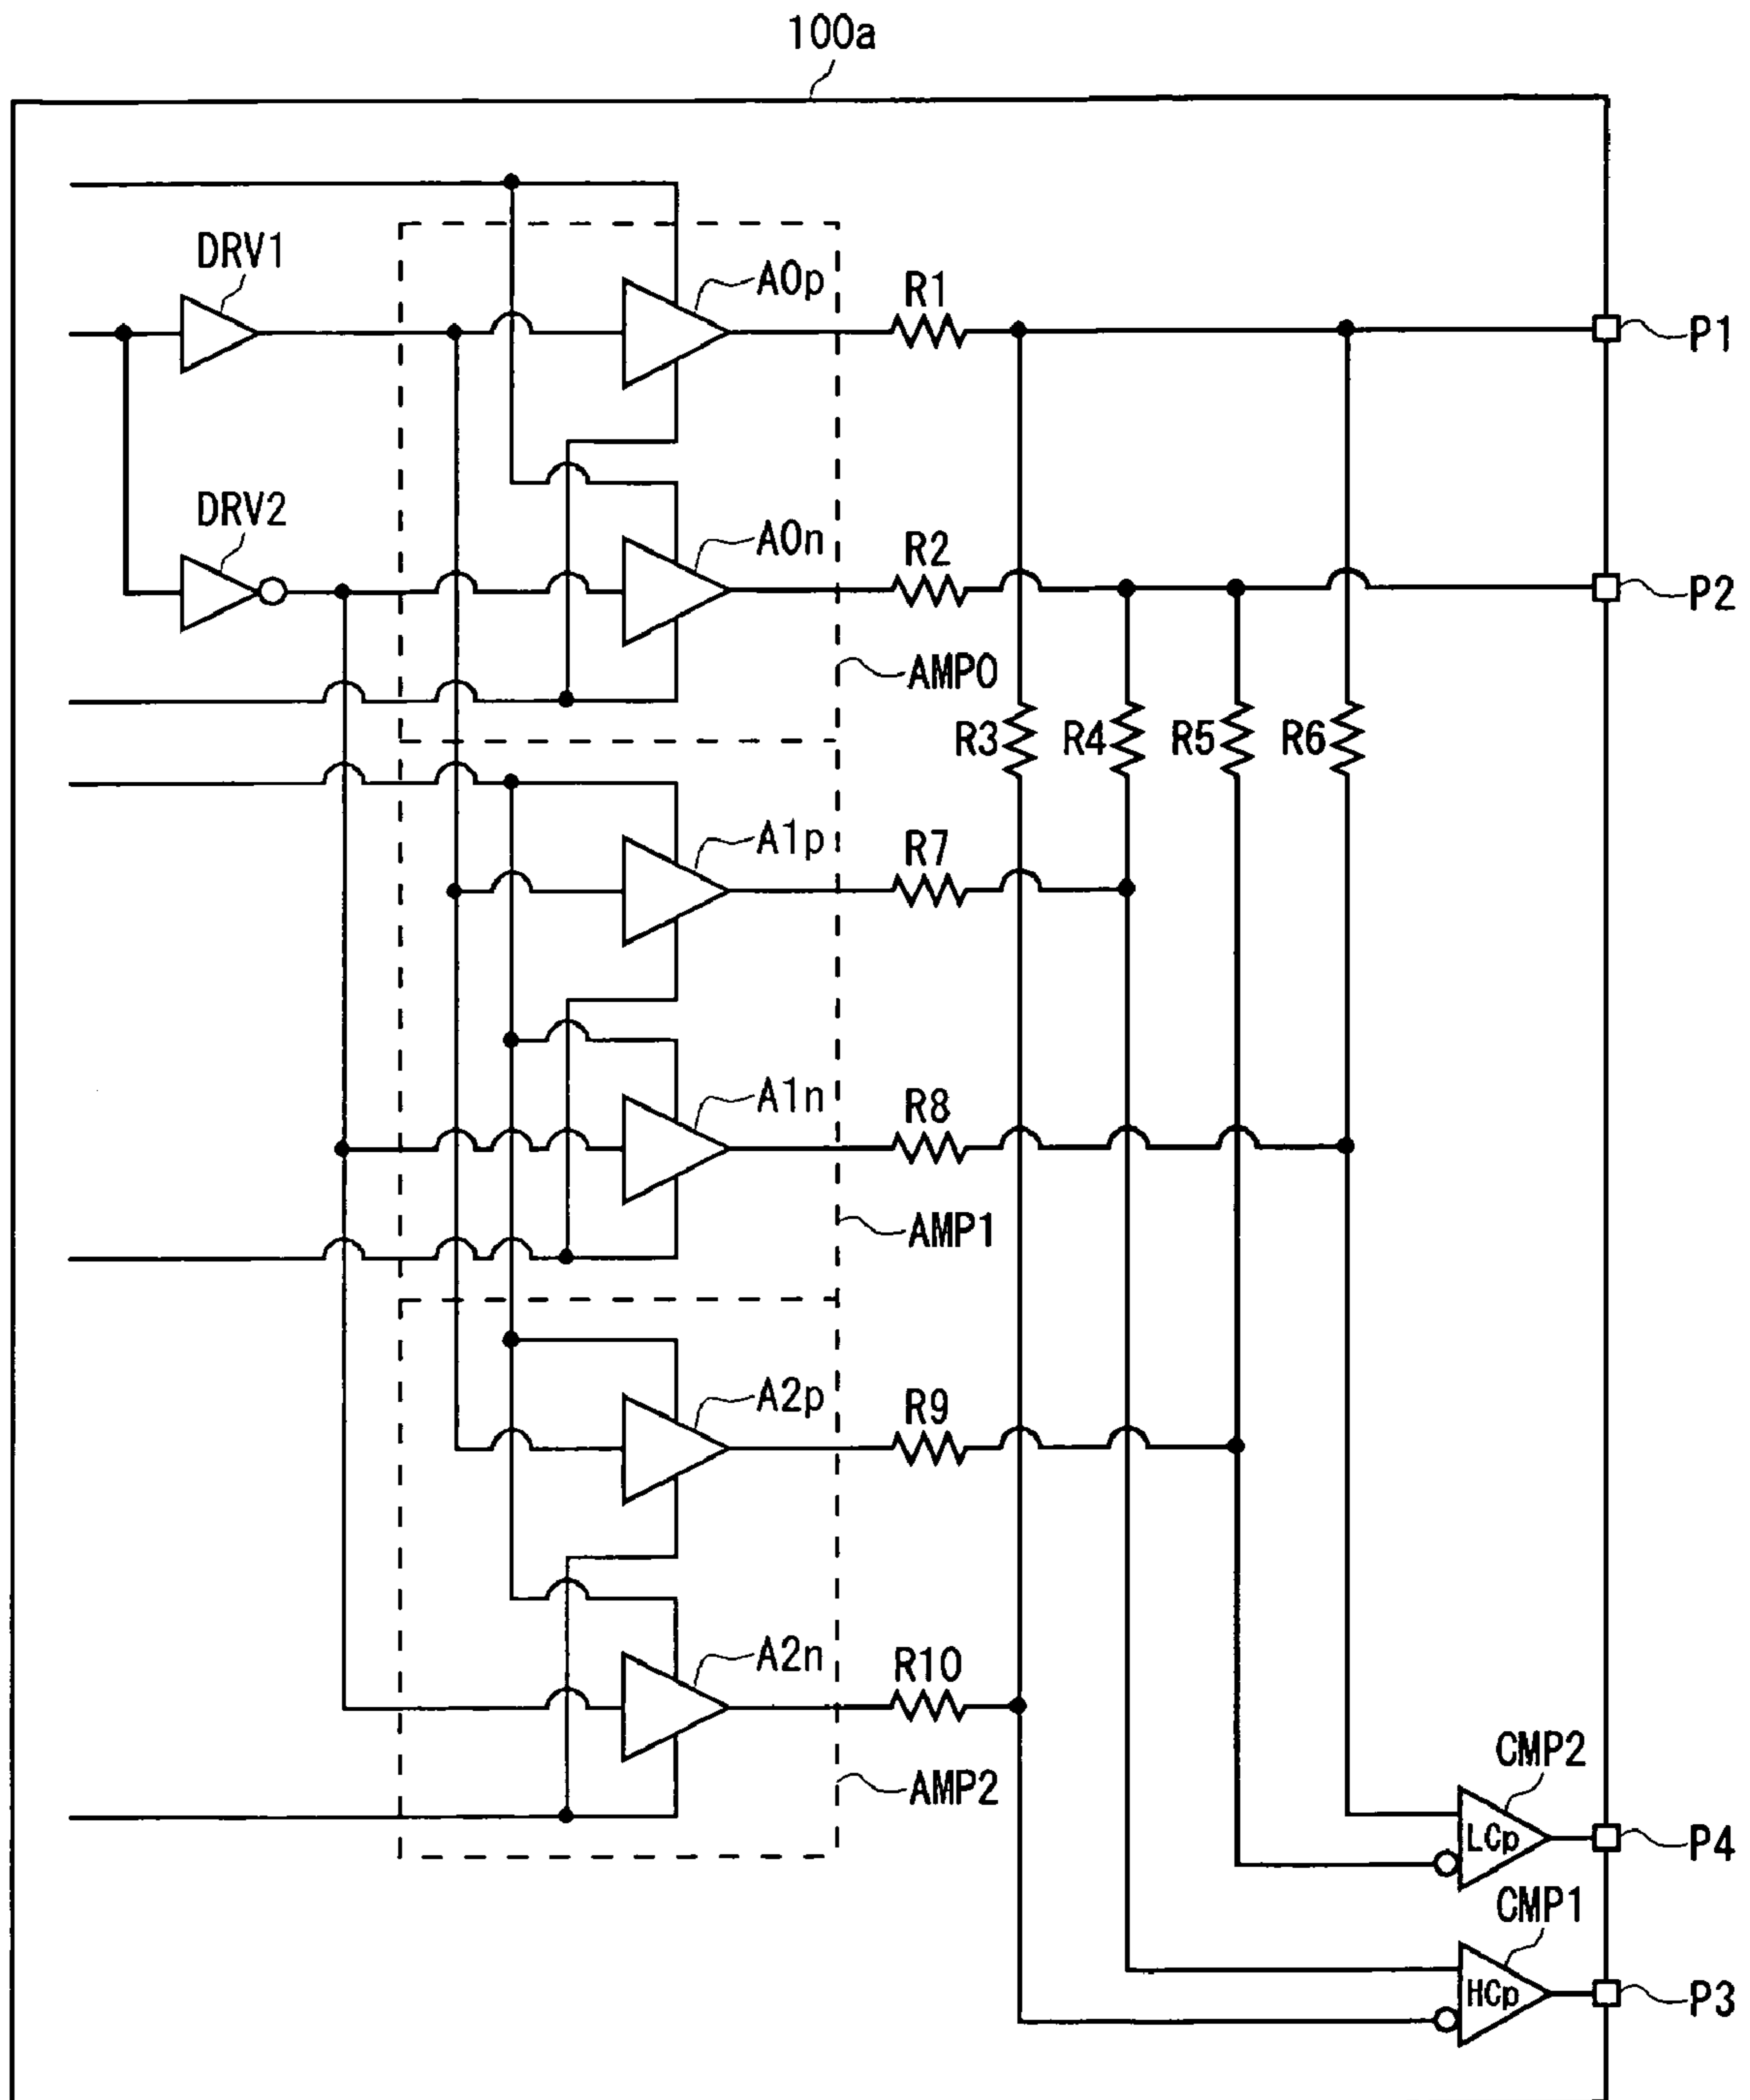 100a
DRV1
A0p
R1
P1
DRV2
A0n
R2
P2
AMP0
R3
R4
R5
R6
A1p
R7
A1n
R8
AMP1
A2p
R9
A2n
R10
AMP2
CMP2
LCp
P4
CMP1
HCp
P3